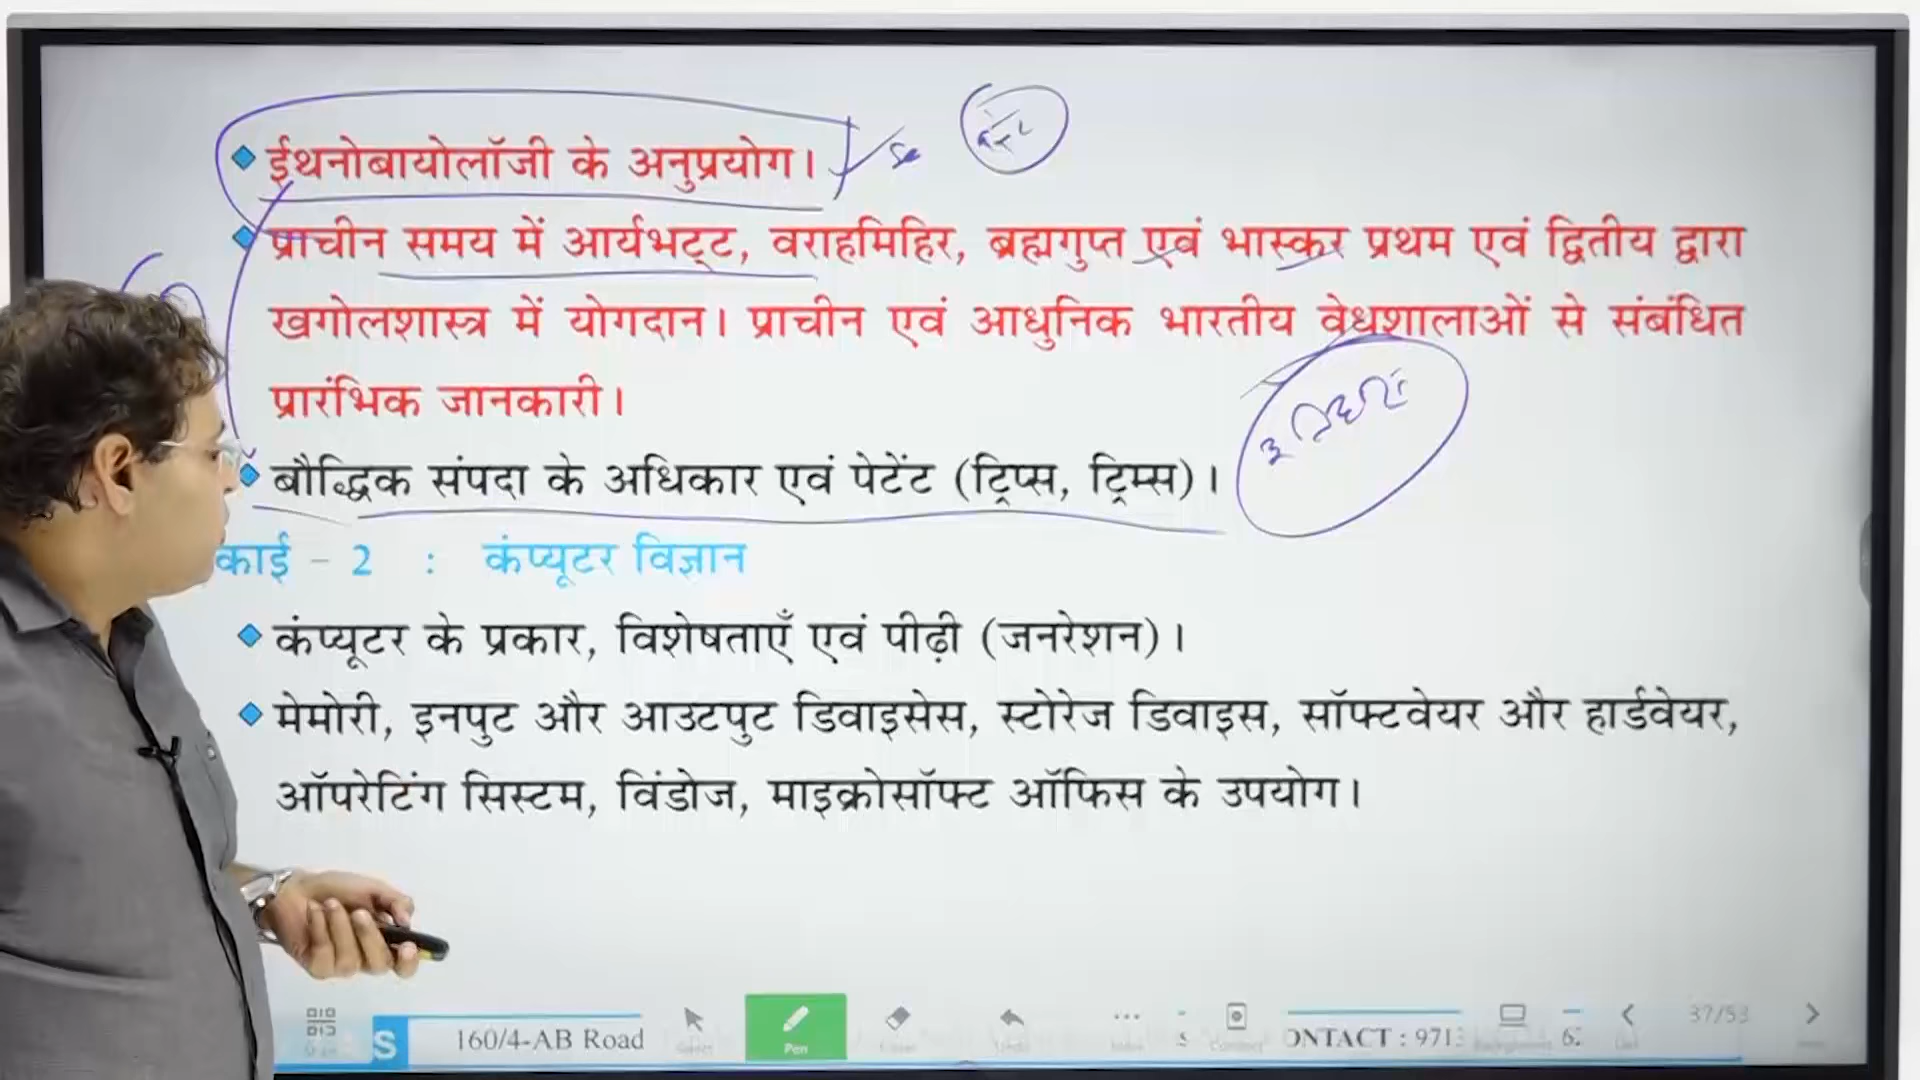 ईथनोबायोलॉजी के अनुप्रयोग।
प्राचीन समय में आर्यभट्ट, वराहमिहिर, ब्रह्मगुप्त एवं भास्कर प्रथम एवं द्वितीय द्वारा
खगोलशास्त्र में योगदान। प्राचीन एवं आधुनिक भारतीय वेधशालाओं से संबंधित
प्रारंभिक जानकारी।
बौद्धिक संपदा के अधिकार एवं पेटेंट (ट्रिप्स, ट्रिम्स)।
काई - 2 : कंप्यूटर विज्ञान
कंप्यूटर के प्रकार, विशेषताएँ एवं पीढ़ी (जनरेशन)।
मेमोरी, इनपुट और आउटपुट डिवाइसेस, स्टोरेज डिवाइस, सॉफ्टवेयर और हार्डवेयर,
ऑपरेटिंग सिस्टम, विंडोज, माइक्रोसॉफ्ट ऑफिस के उपयोग।
S 160/4-AB Road Pen ONTACT : 9713 37/53